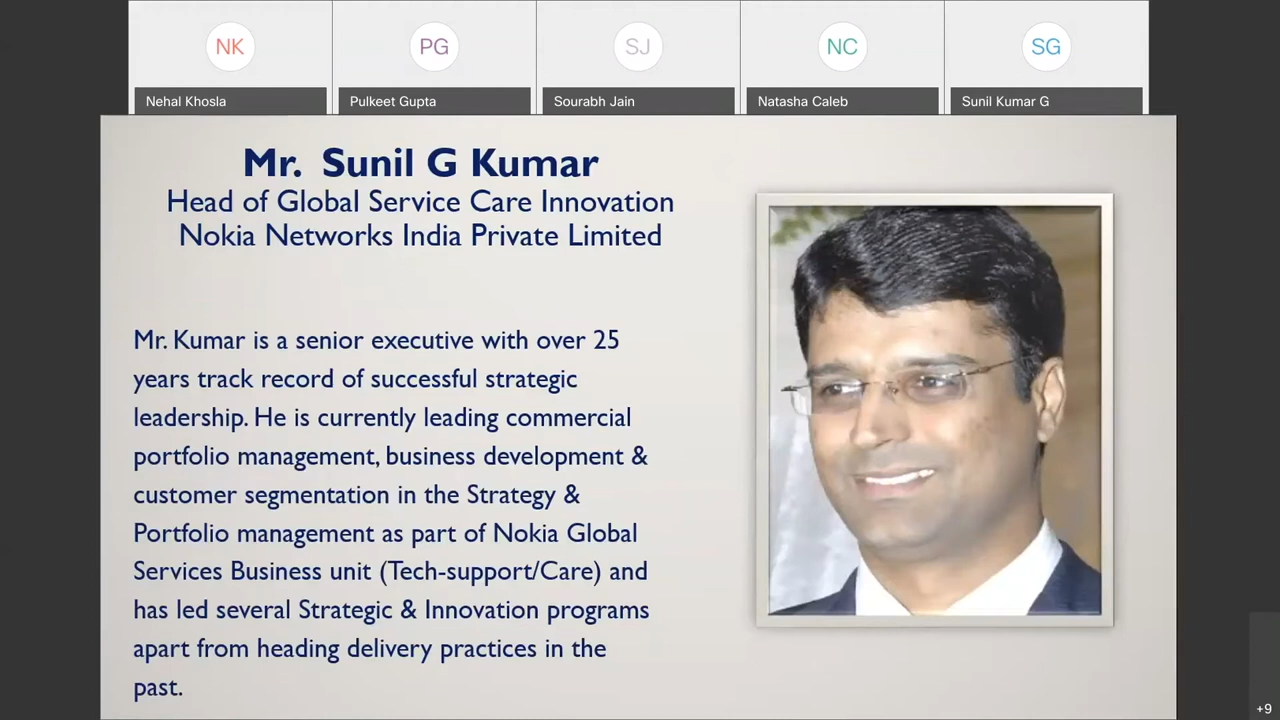 NK
PG
SJ
NC
SG
Nehal Khosla
Pulkeet Gupta
Sourabh Jain
Natasha Caleb
Sunil Kumar G
Mr. Sunil G Kumar
Head of Global Service Care Innovation
Nokia Networks India Private Limited
Mr. Kumar is a senior executive with over 25
years track record of successful strategic
leadership. He is currently leading commercial
portfolio management, business development &
customer segmentation in the Strategy &
Portfolio management as part of Nokia Global
Services Business unit (Tech-support/Care) and
has led several Strategic & Innovation programs
apart from heading delivery practices in the
past.
+9